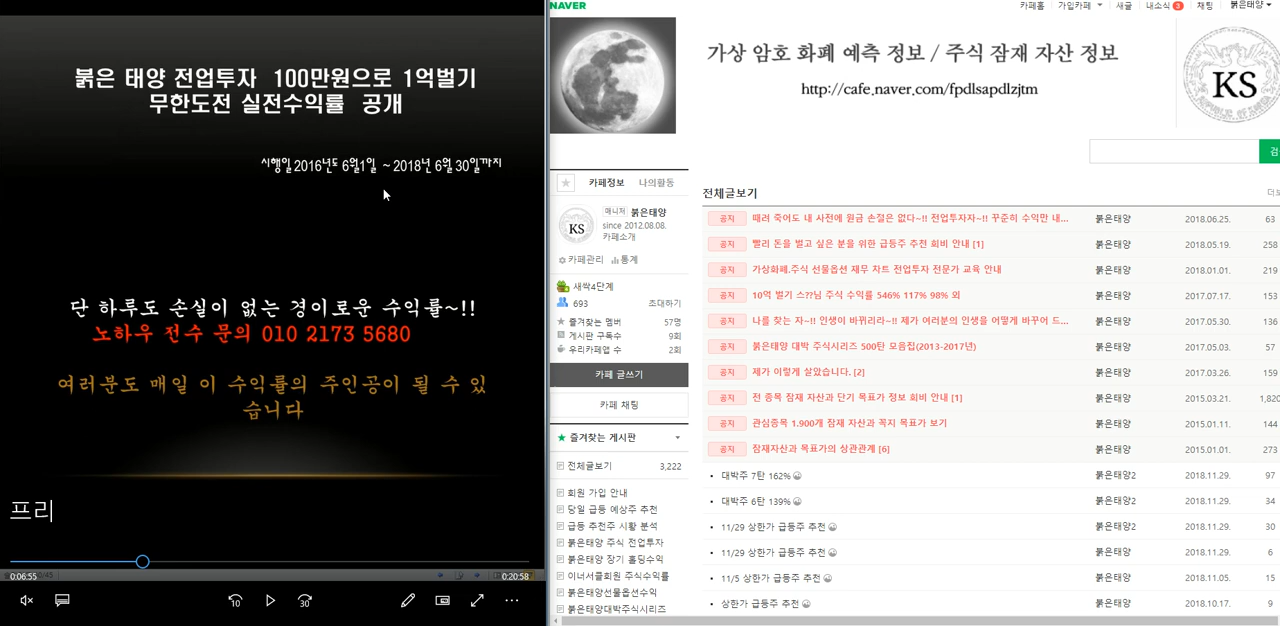 붉은 태양 전업투자 100만원으로 1억벌기
무한도전 실전수익률 공개
시행일 2016년도 6월1일 ~ 2018년 6월 30일까지
단 하루도 손실이 없는 경이로운 수익률~!!
노하우 전수 문의 010 2173 5680
여러분도 매일 이 수익률의 주인공이 될 수 있
습니다
프리
0:06:55
0:20:58
10
30
NAVER
카페홈 가입카페 새글 내소식 3 채팅 붉은태양
가상 암호 화폐 예측 정보 / 주식 잠재 자산 정보
http://cafe.naver.com/fpdlsapdlzjtm
KS
카페정보 나의활동
KS
매니저 붉은태양
since 2012.08.08.
카페소개
카페관리 통계
새싹4단계
693 초대하기
즐겨찾는 멤버 57명
게시판 구독수 9회
우리카페앱 수 2회
카페 글쓰기
카페 채팅
즐겨찾는 게시판
전체글보기 3,222
회원 가입 안내
당일 급등 예상주 추천
급등 추천주 시황 분석
붉은태양 주식 전업투자
붉은태양 장기 홀딩수익
이너서클회원 주식수익률
붉은태양선물옵션수익
붉은태양대박주식시리즈
전체글보기
공지 때려 죽어도 내 사전에 원금 손절은 없다~!! 전업투자자~!! 꾸준히 수익만 내... 붉은태양 2018.06.25. 63
공지 빨리 돈을 벌고 싶은 분을 위한 급등주 추천 회비 안내 [1] 붉은태양 2018.05.19. 258
공지 가상화폐.주식 선물옵션 재무 차트 전업투자 전문가 교육 안내 붉은태양 2018.01.01. 219
공지 10억 벌기 스??님 주식 수익률 546% 117% 98% 외 붉은태양 2017.07.17. 153
공지 나를 찾는 자~!! 인생이 바뀌리라~!! 제가 여러분의 인생을 어떻게 바꾸어 드... 붉은태양 2017.05.30. 136
공지 붉은태양 대박 주식시리즈 500탄 모음집(2013-2017년) 붉은태양 2017.05.03. 57
공지 제가 이렇게 살았습니다. [2] 붉은태양 2017.03.26. 159
공지 전 종목 잠재 자산과 단기 목표가 정보 회비 안내 [1] 붉은태양 2015.03.21. 1,820
공지 관심종목 1.900개 잠재 자산과 꼭지 목표가 보기 붉은태양 2015.01.11. 144
공지 잠재자산과 목표가의 상관관계 [6] 붉은태양 2015.01.01. 273
대박주 7탄 162% 붉은태양2 2018.11.29. 97
대박주 6탄 139% 붉은태양2 2018.11.29. 34
11/29 상한가 급등주 추천 붉은태양2 2018.11.29. 30
11/29 상한가 급등주 추천 붉은태양 2018.11.29. 6
11/5 상한가 급등주 추천 붉은태양 2018.11.05. 15
상한가 급등주 추천 붉은태양 2018.10.17. 9